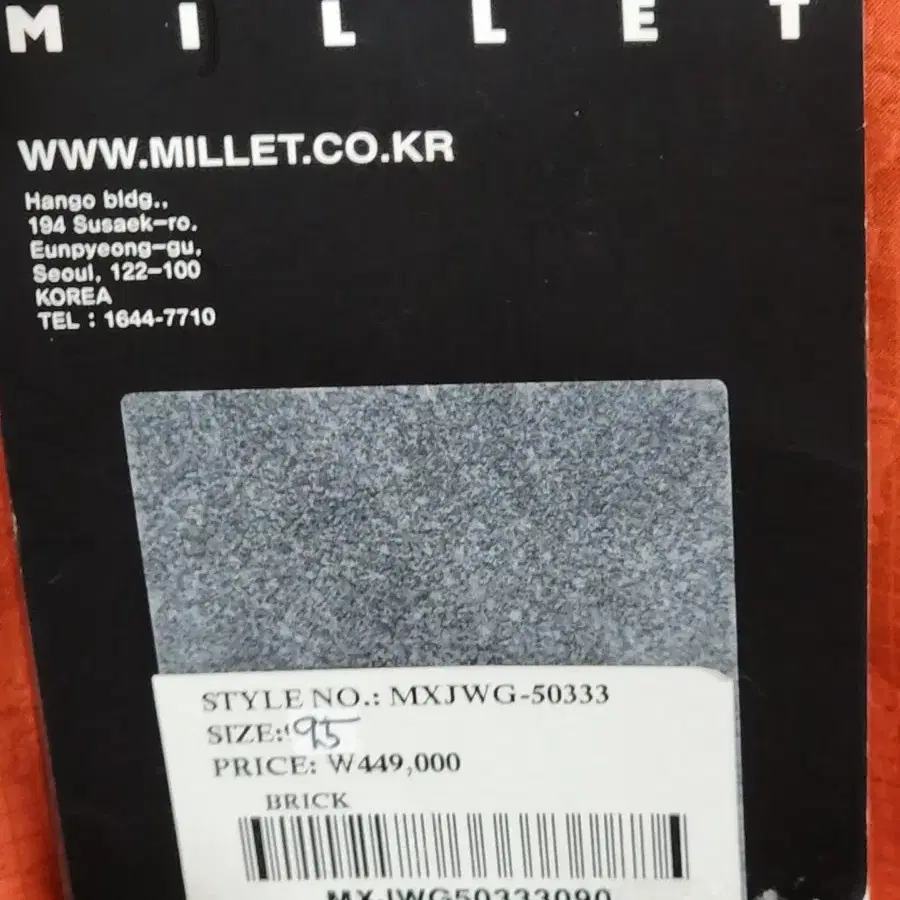 MILLET
WWW.MILLET.CO.KR
Hango bldg.,
194 Susaek-ro,
Eunpyeong-gu,
Seoul, 122-100
KOREA
TEL : 1644-7710
STYLE NO.: MXJWG-50333
SIZE: 95
PRICE: W449,000
BRICK
MXJWG50333090